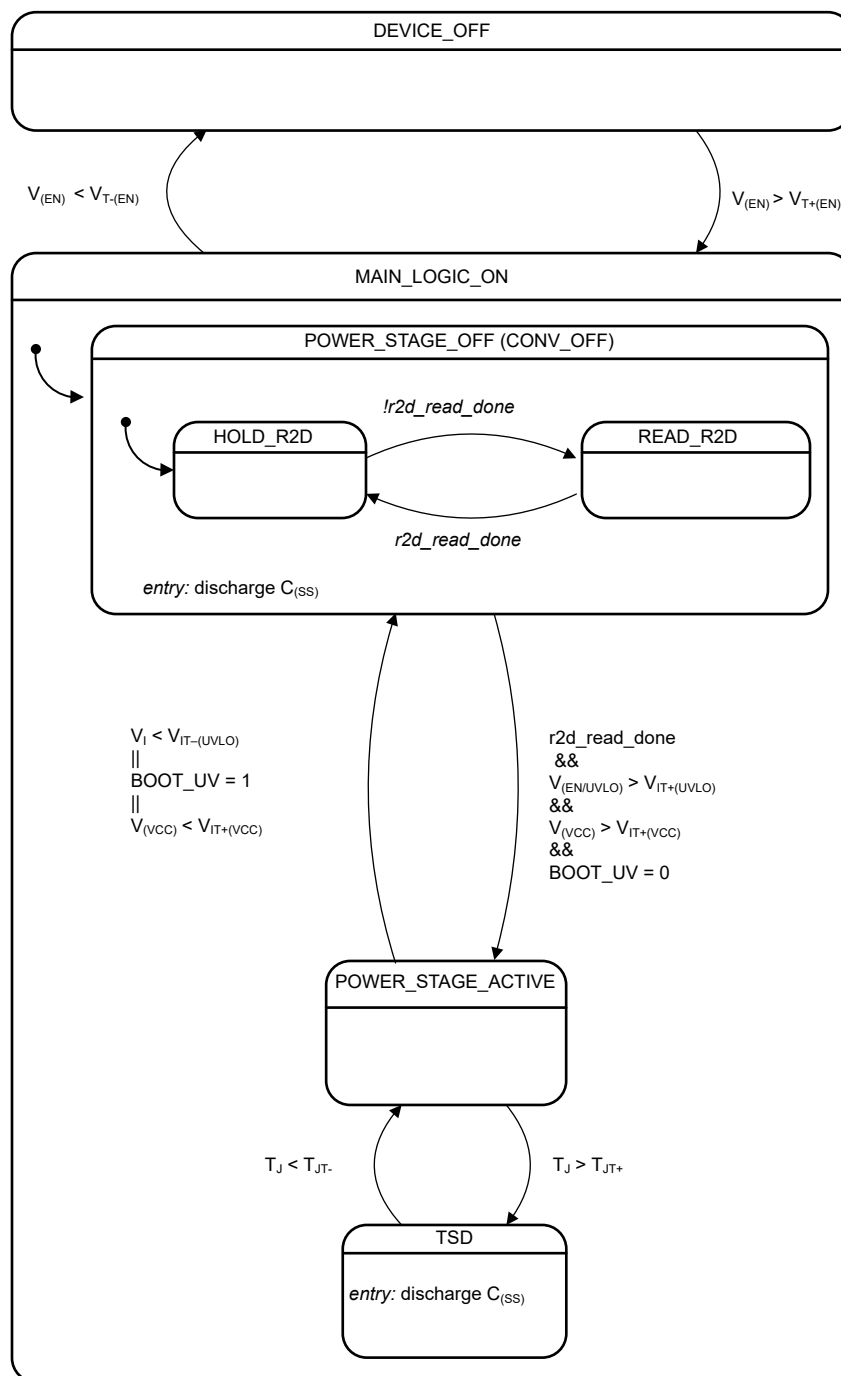 DEVICE_OFF
V(EN) < VT-(EN)
V(EN) > VT+(EN)
MAIN_LOGIC_ON
POWER_STAGE_OFF (CONV_OFF)
!r2d_read_done
HOLD_R2D
READ_R2D
r2d_read_done
entry: discharge C(SS)
VI < VIT–(UVLO)
||
BOOT_UV = 1
||
V(VCC) < VIT+(VCC)
r2d_read_done
&&
V(EN/UVLO) > VIT+(UVLO)
&&
V(VCC) > VIT+(VCC)
&&
BOOT_UV = 0
POWER_STAGE_ACTIVE
TJ < TJT-
TJ > TJT+
TSD
entry: discharge C(SS)